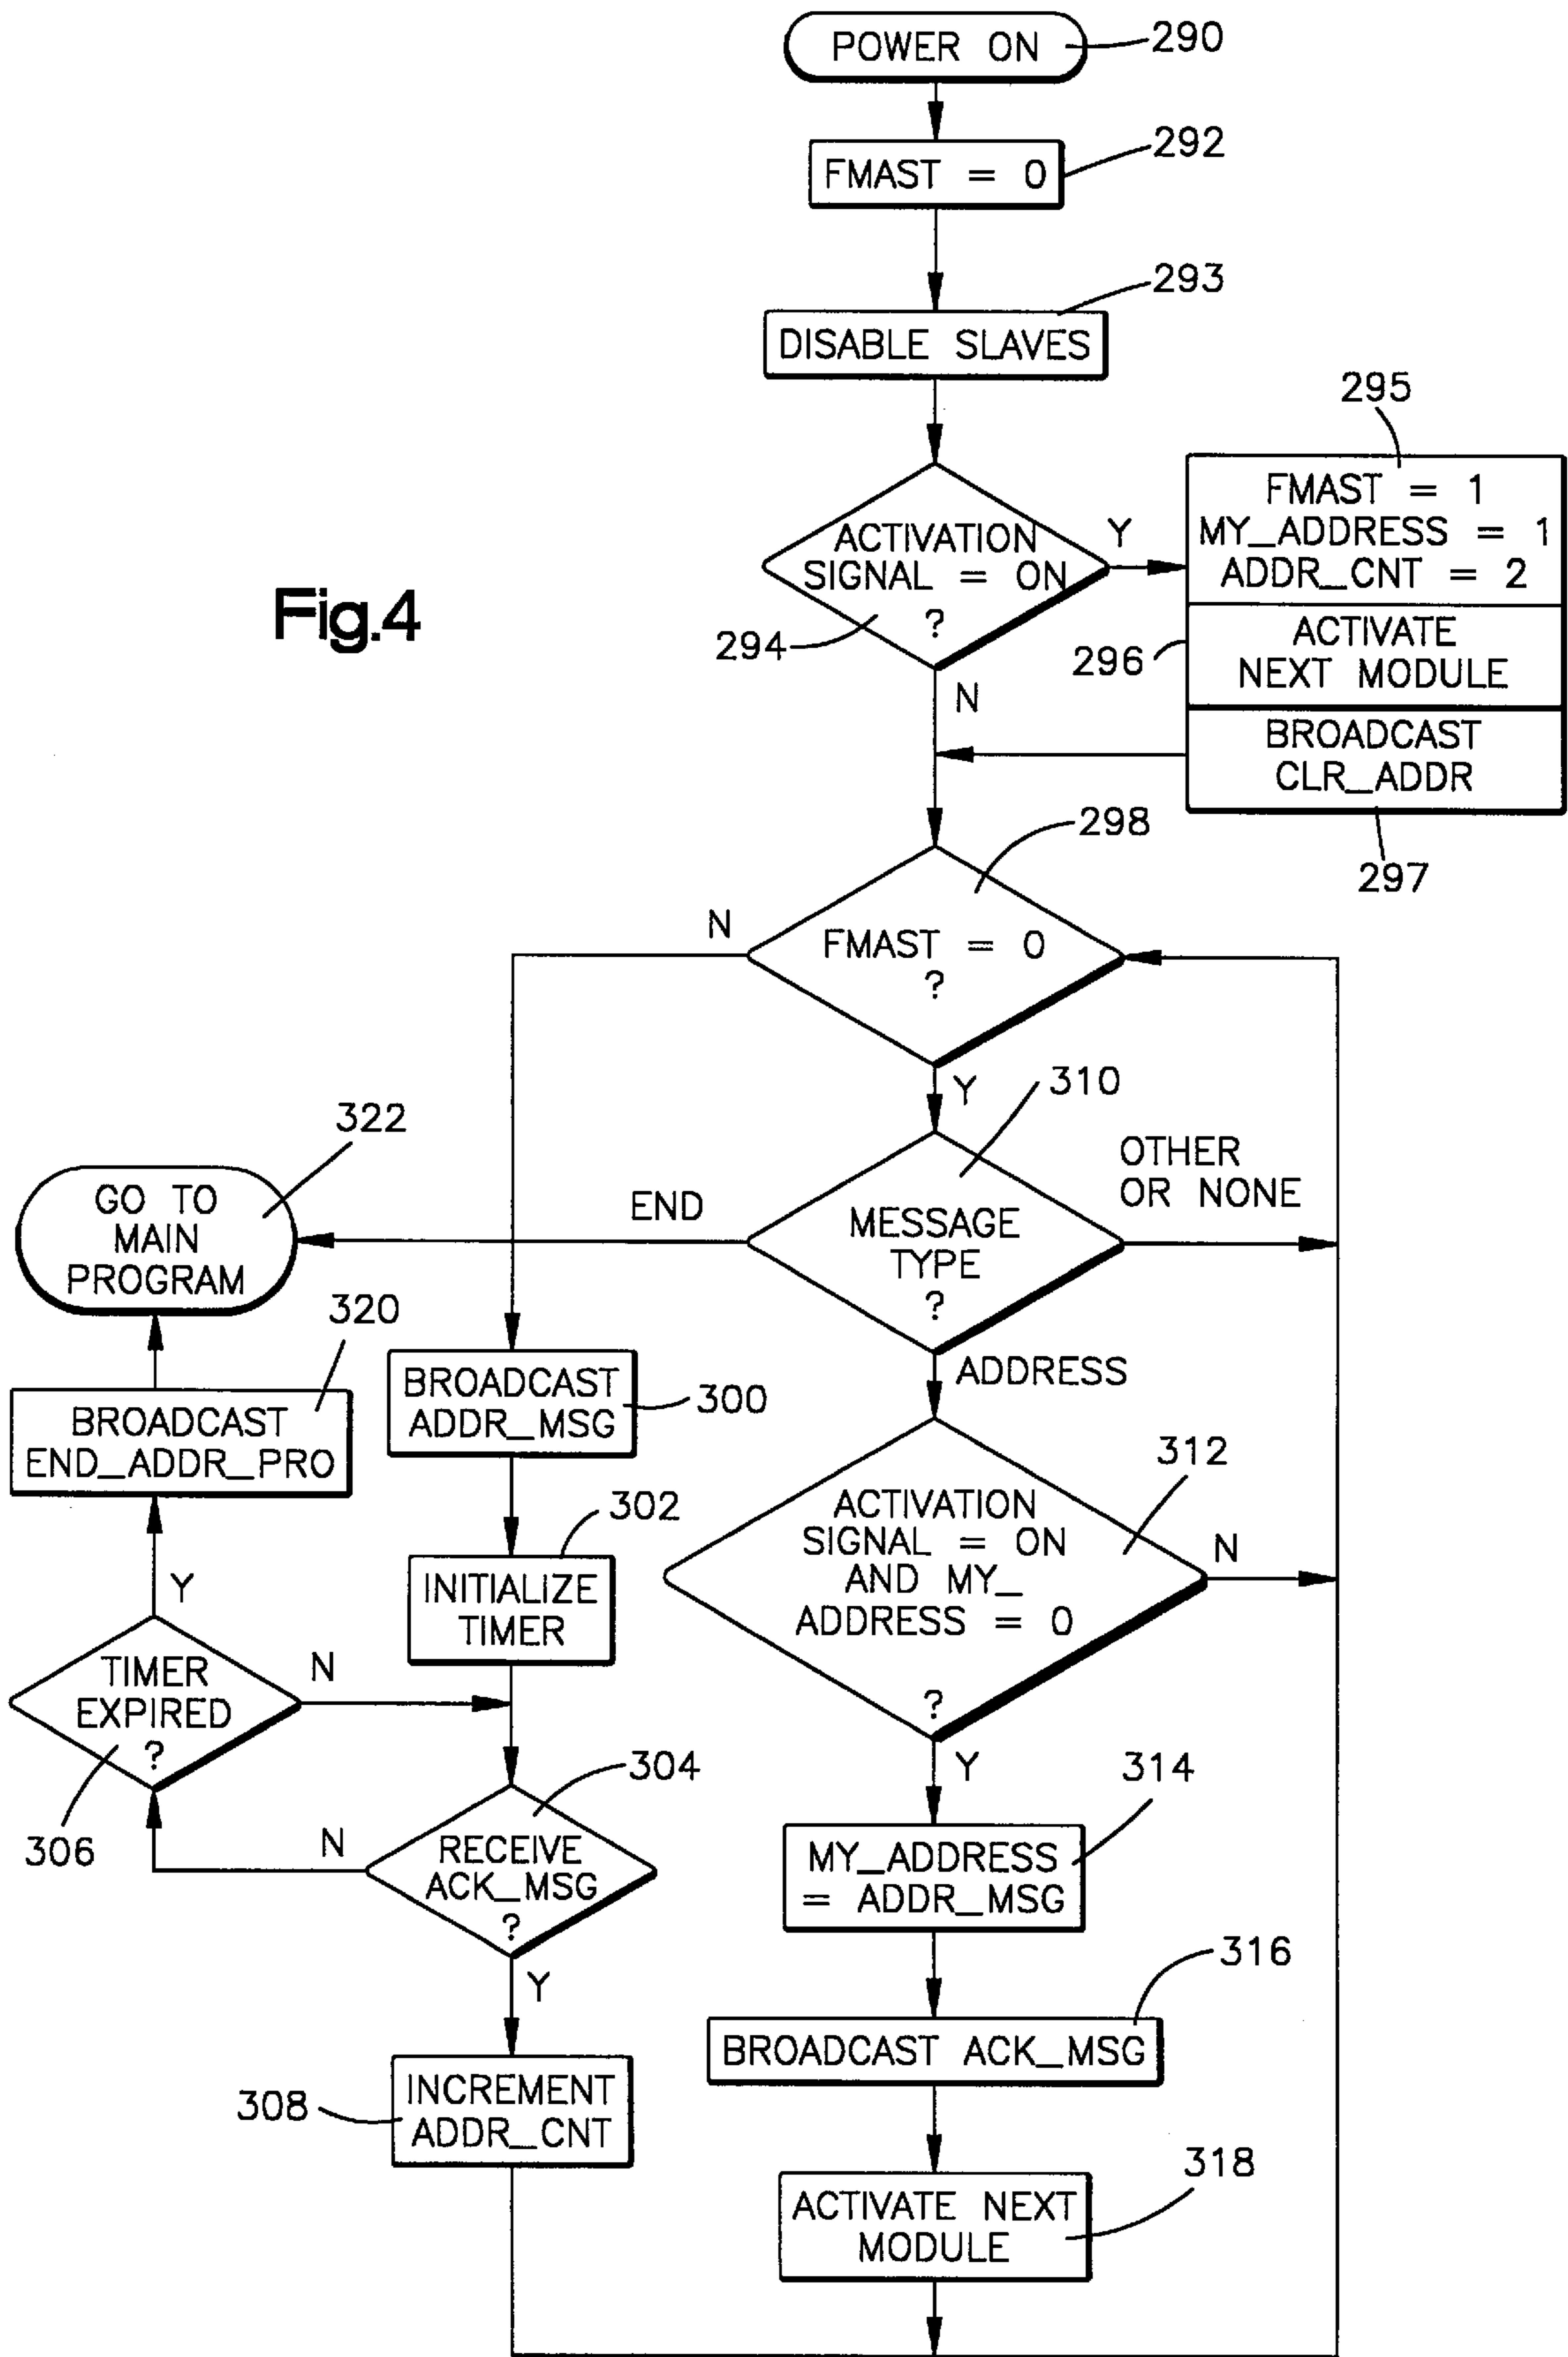 POWER ON
290
FMAST = 0
292
DISABLE SLAVES
293
ACTIVATION
SIGNAL = ON
?
294
Y
N
295
FMAST = 1
MY_ADDRESS = 1
ADDR_CNT = 2
296
ACTIVATE
NEXT MODULE
BROADCAST
CLR_ADDR
297
Fig.4
298
FMAST = 0
?
N
Y
310
MESSAGE
TYPE
?
OTHER
OR NONE
END
ADDRESS
322
GO TO
MAIN
PROGRAM
320
BROADCAST
END_ADDR_PRO
Y
TIMER
EXPIRED
?
N
306
BROADCAST
ADDR_MSG
300
302
INITIALIZE
TIMER
304
RECEIVE
ACK_MSG
?
N
Y
308
INCREMENT
ADDR_CNT
312
ACTIVATION
SIGNAL = ON
AND MY_
ADDRESS = 0
?
N
Y
314
MY_ADDRESS
= ADDR_MSG
316
BROADCAST ACK_MSG
318
ACTIVATE NEXT
MODULE